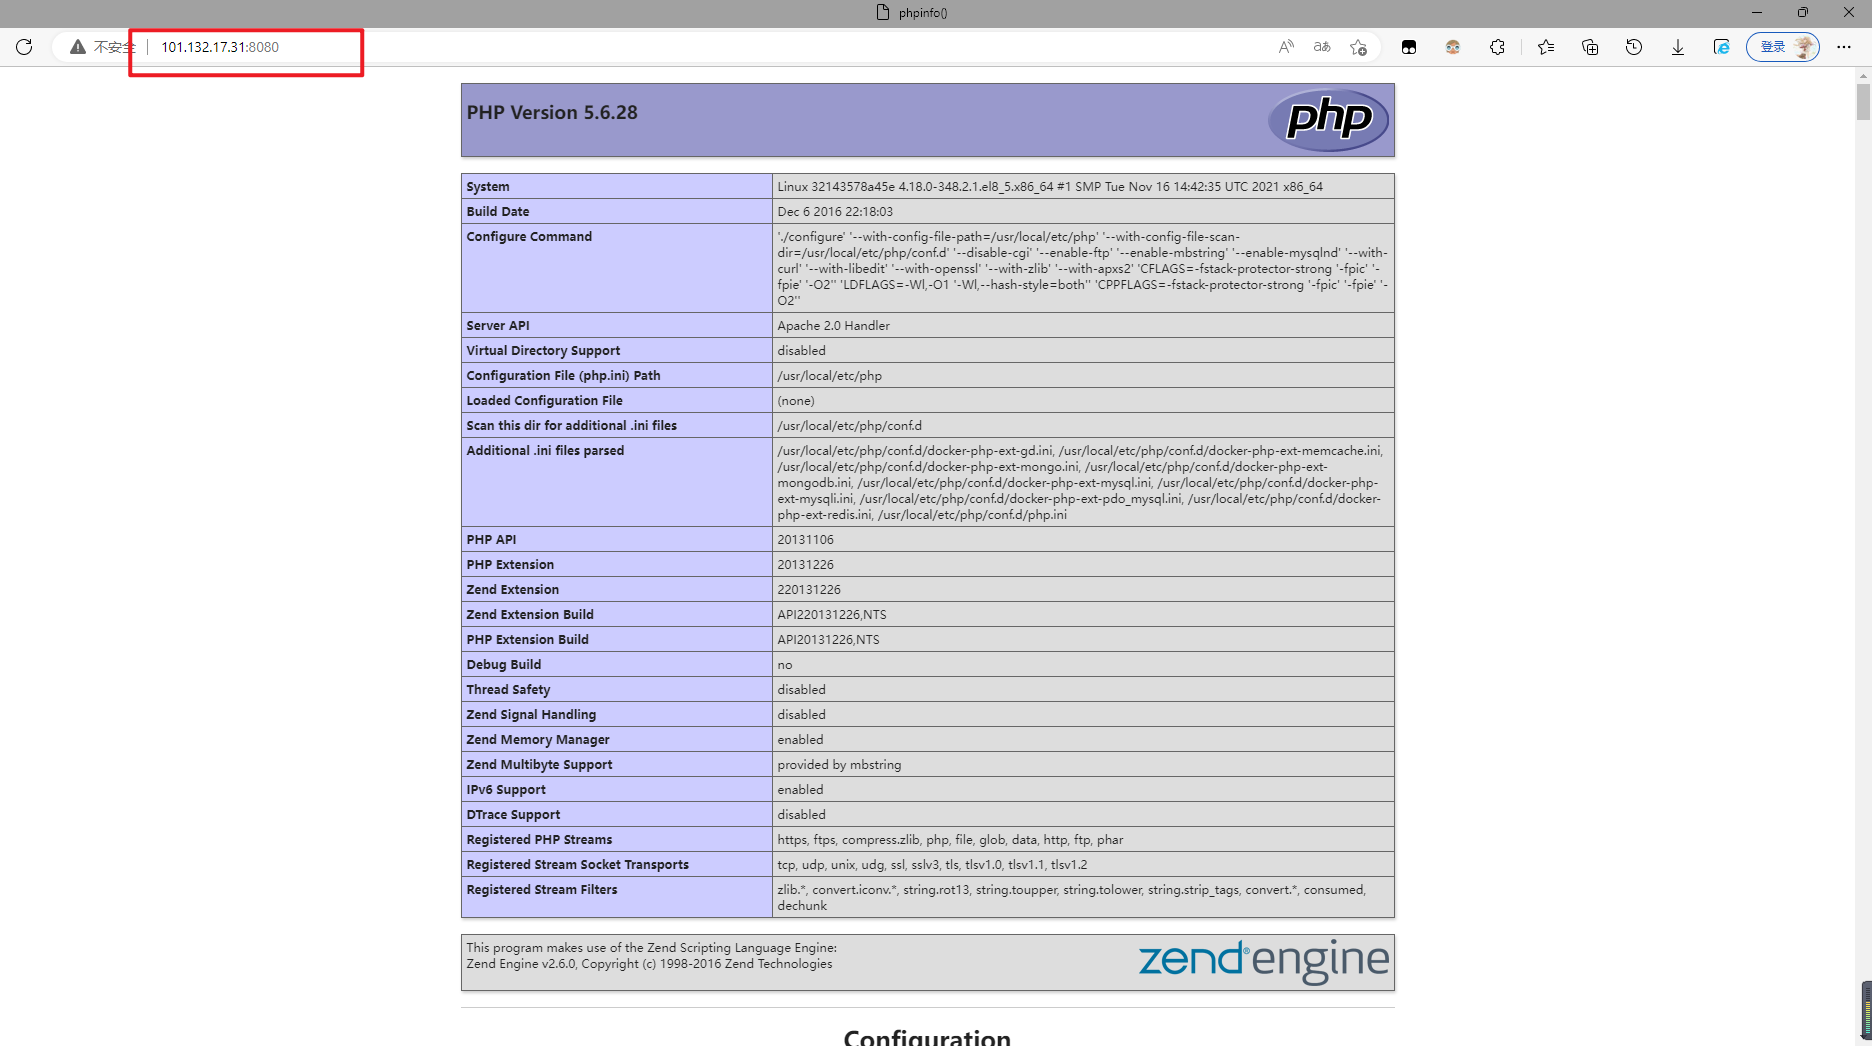 phpinfo()
不安全 101.132.17.31:8080
登录
PHP Version 5.6.28
php
System Linux 32143578a45e 4.18.0-348.2.1.el8_5.x86_64 #1 SMP Tue Nov 16 14:42:35 UTC 2021 x86_64
Build Date Dec 6 2016 22:18:03
Configure Command './configure' '--with-config-file-path=/usr/local/etc/php' '--with-config-file-scan-
dir=/usr/local/etc/php/conf.d' '--disable-cgi' '--enable-ftp' '--enable-mbstring' '--enable-mysqlnd' '--with-
curl' '--with-libedit' '--with-openssl' '--with-zlib' '--with-apxs2' 'CFLAGS=-fstack-protector-strong '-fpic' '-
fpie' '-O2'' 'LDFLAGS=-Wl,-O1 '-Wl,--hash-style=both'' 'CPPFLAGS=-fstack-protector-strong '-fpic' '-fpie' '-
O2''
Server API Apache 2.0 Handler
Virtual Directory Support disabled
Configuration File (php.ini) Path /usr/local/etc/php
Loaded Configuration File (none)
Scan this dir for additional .ini files /usr/local/etc/php/conf.d
Additional .ini files parsed /usr/local/etc/php/conf.d/docker-php-ext-gd.ini, /usr/local/etc/php/conf.d/docker-php-ext-memcache.ini,
/usr/local/etc/php/conf.d/docker-php-ext-mongo.ini, /usr/local/etc/php/conf.d/docker-php-ext-
mongodb.ini, /usr/local/etc/php/conf.d/docker-php-ext-mysql.ini, /usr/local/etc/php/conf.d/docker-php-
ext-mysqli.ini, /usr/local/etc/php/conf.d/docker-php-ext-pdo_mysql.ini, /usr/local/etc/php/conf.d/docker-
php-ext-redis.ini, /usr/local/etc/php/conf.d/php.ini
PHP API 20131106
PHP Extension 20131226
Zend Extension 220131226
Zend Extension Build API220131226,NTS
PHP Extension Build API20131226,NTS
Debug Build no
Thread Safety disabled
Zend Signal Handling disabled
Zend Memory Manager enabled
Zend Multibyte Support provided by mbstring
IPv6 Support enabled
DTrace Support disabled
Registered PHP Streams https, ftps, compress.zlib, php, file, glob, data, http, ftp, phar
Registered Stream Socket Transports tcp, udp, unix, udg, ssl, sslv3, tls, tlsv1.0, tlsv1.1, tlsv1.2
Registered Stream Filters zlib.*, convert.iconv.*, string.rot13, string.toupper, string.tolower, string.strip_tags, convert.*, consumed,
dechunk
This program makes use of the Zend Scripting Language Engine:
Zend Engine v2.6.0, Copyright (c) 1998-2016 Zend Technologies
zend®engine
Configuration